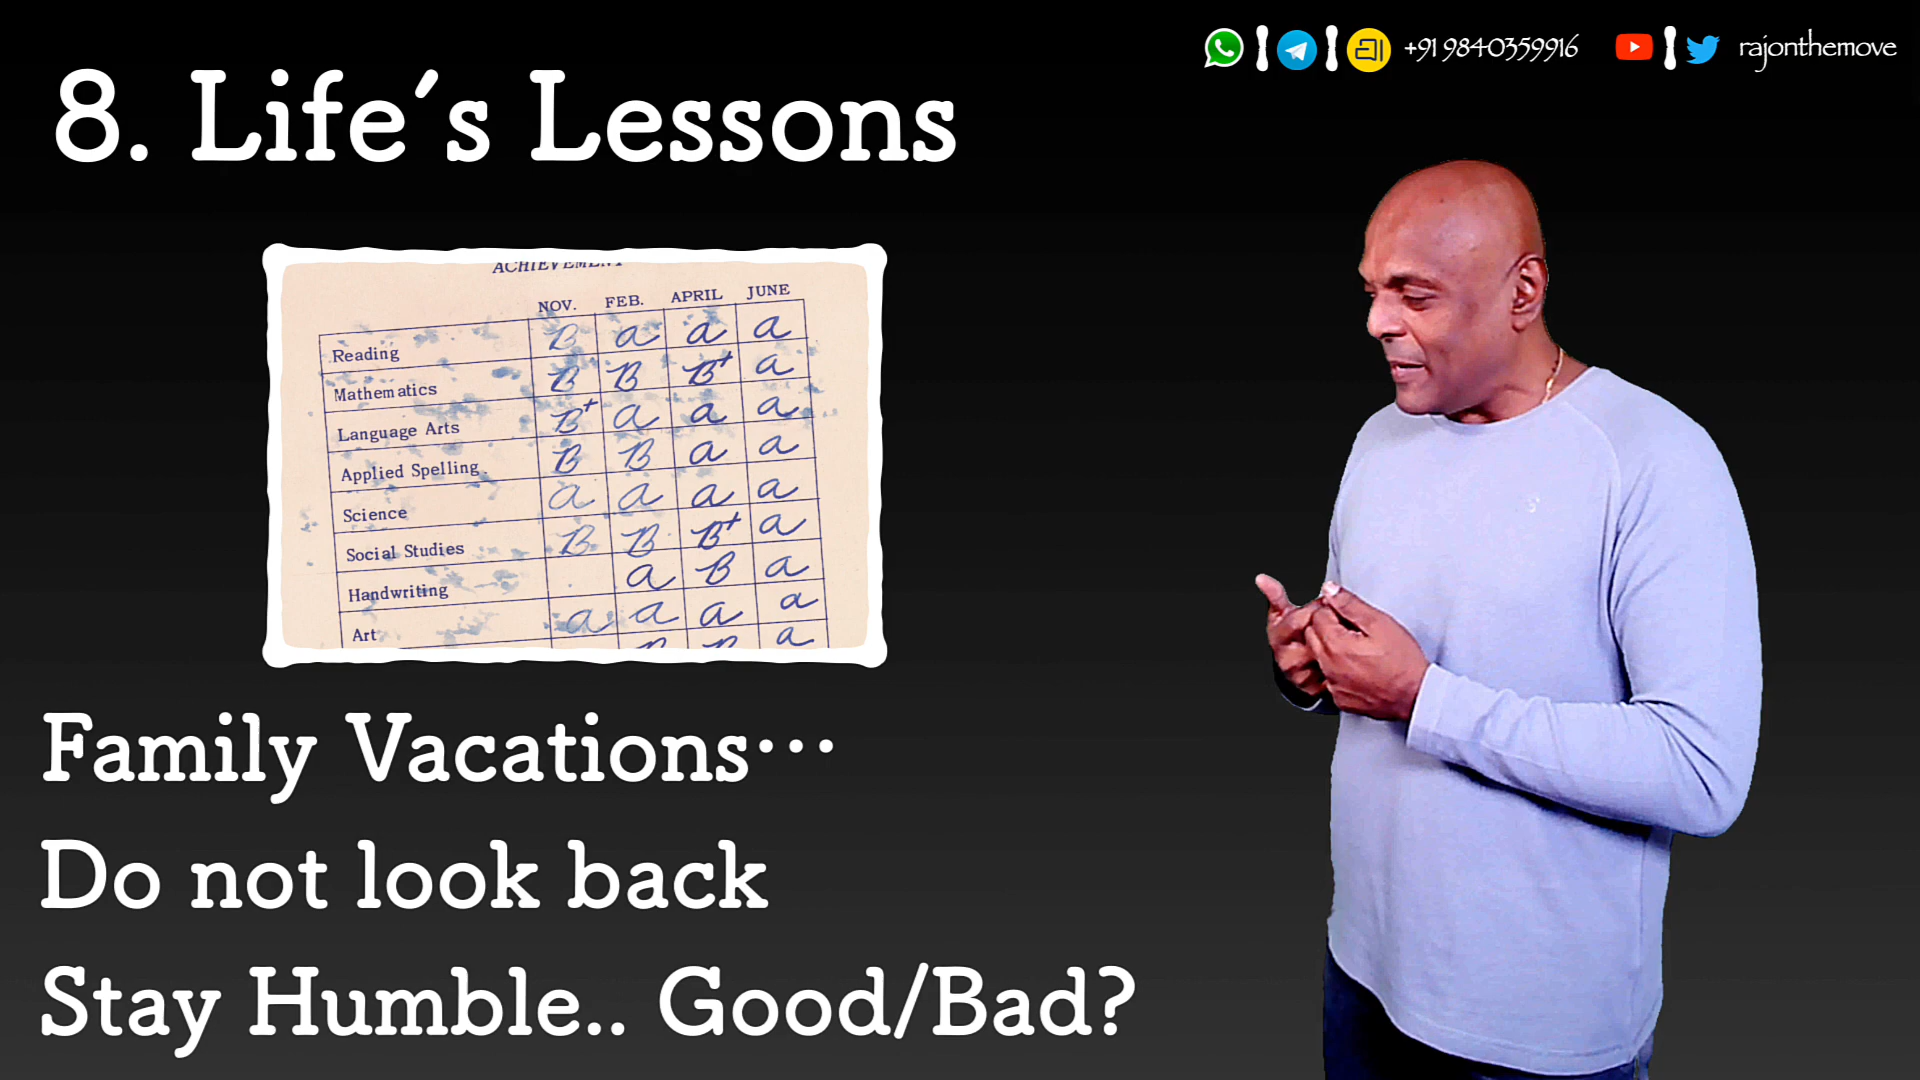 +91 9840359916 rajonthemove
8. Life's Lessons
ACHIEVEMENT
NOV. FEB. APRIL JUNE
Reading B a a a
Mathematics B B B+ a
Language Arts B+ a a a
Applied Spelling B B a a
Science a a a a
Social Studies B B B+ a
Handwriting a B a
Art a a a a
B B a
Family Vacations...
Do not look back
Stay Humble.. Good/Bad?